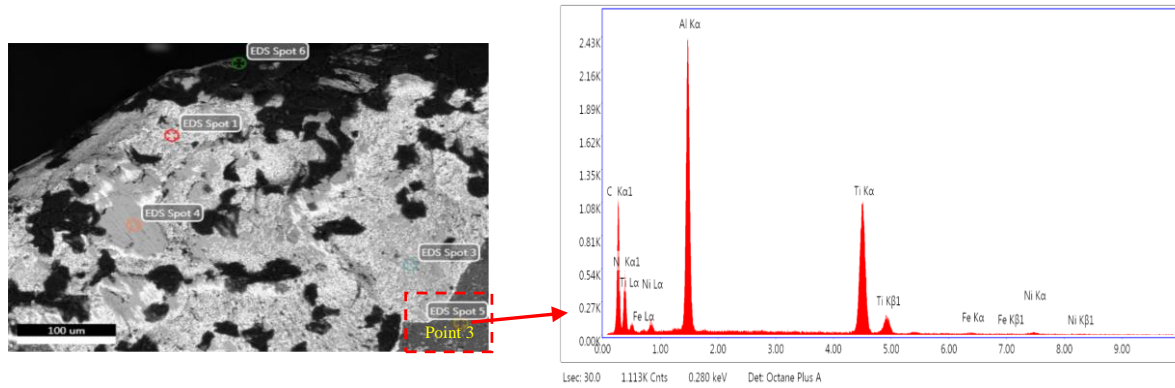 EDS Spot 6
EDS Spot 1
EDS Spot 4
EDS Spot 3
EDS Spot 5
Point 3
100 um
2.43K
2.16K
1.89K
1.62K
1.35K
1.08K
0.81K
0.54K
0.27K
0.00K
Al Kα
C Kα1
Ti Kα
N Kα1
Ti Lα Ni Lα
Fe Lα
Ti Kβ1
Ni Kα
Fe Kα
Fe Kβ1
Ni Kβ1
0.00 1.00 2.00 3.00 4.00 5.00 6.00 7.00 8.00 9.00
Lsec: 30.0 1.113K Cnts 0.280 keV Det: Octane Plus A